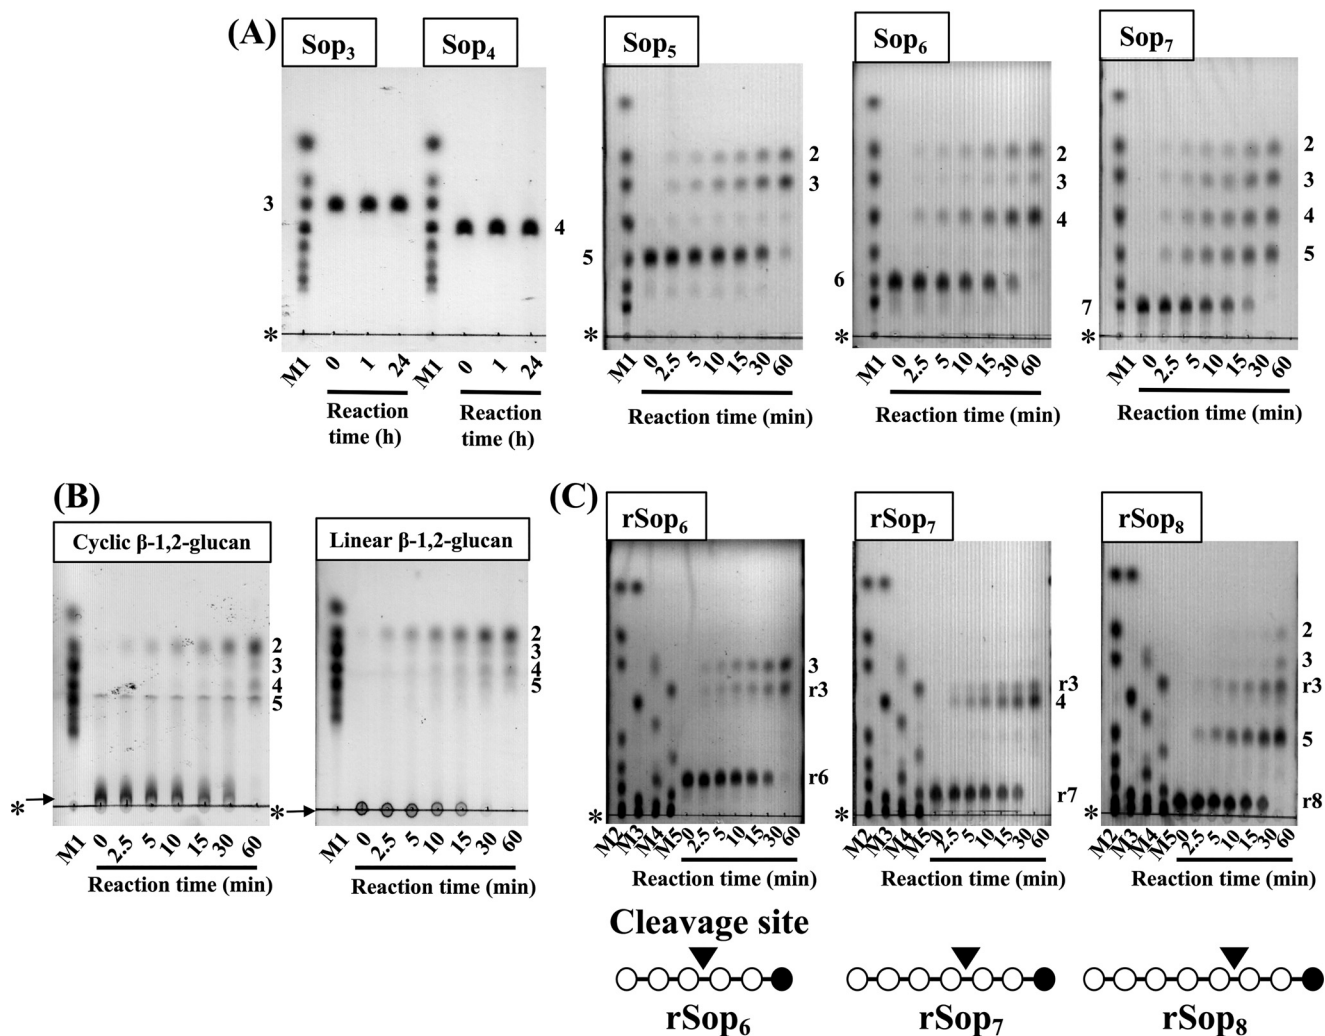 (A)
Sop3
Sop4
Sop5
Sop6
Sop7
3
4
5
2
3
6
2
3
4
7
2
3
4
5
*
*
*
*
M1 0 1 24
M1 0 1 24
M1 0 2.5 5 10 15 30 60
M1 0 2.5 5 10 15 30 60
M1 0 2.5 5 10 15 30 60
Reaction
time (h)
Reaction
time (h)
Reaction time (min)
Reaction time (min)
Reaction time (min)
(B)
Cyclic β-1,2-glucan
Linear β-1,2-glucan
2
3
4
5
2
3
4
5
*
*
M1 0 2.5 5 10 15 30 60
M1 0 2.5 5 10 15 30 60
Reaction time (min)
Reaction time (min)
(C)
rSop6
rSop7
rSop8
3
r3
r6
r3
4
r7
2
3
r3
5
r8
*
*
*
M2 M3 M4 M5 0 2.5 5 10 15 30 60
M2 M3 M4 M5 0 2.5 5 10 15 30 60
M2 M3 M4 M5 0 2.5 5 10 15 30 60
Reaction time (min)
Reaction time (min)
Reaction time (min)
Cleavage site
rSop6
rSop7
rSop8